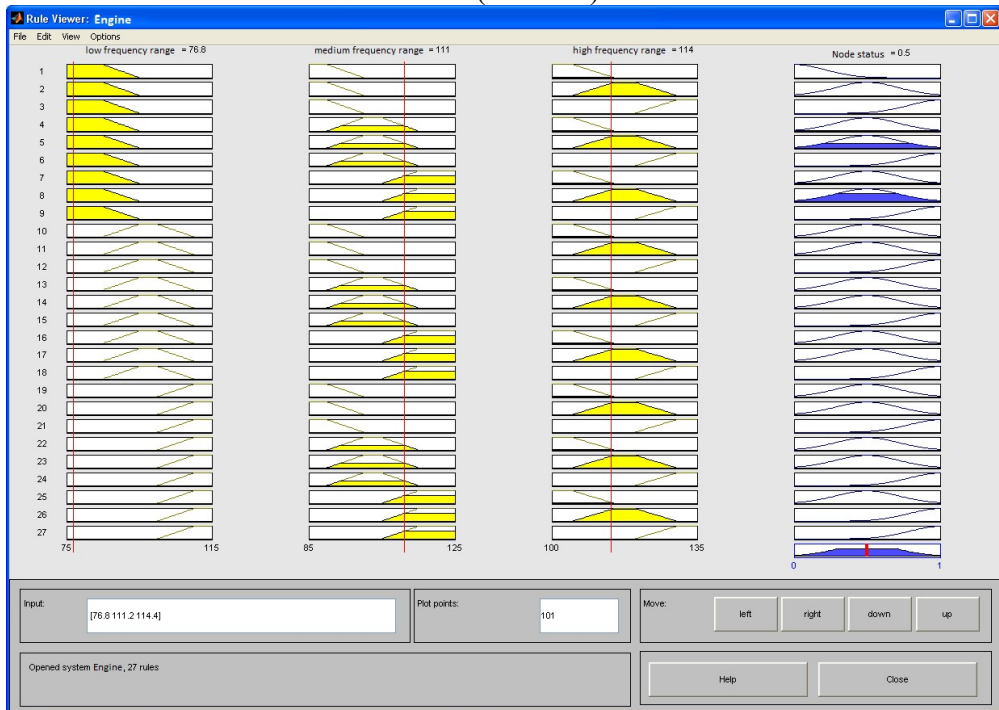 Rule Viewer: Engine
File Edit View Options
low frequency range = 76.8
medium frequency range = 111
high frequency range = 114
Node status = 0.5
1
2
3
4
5
6
7
8
9
10
11
12
13
14
15
16
17
18
19
20
21
22
23
24
25
26
27
75 115 85 125 100 135
0 1
Input:
[76.8 111.2 114.4]
Plot points:
101
Move:
left
right
down
up
Opened system Engine, 27 rules
Help
Close